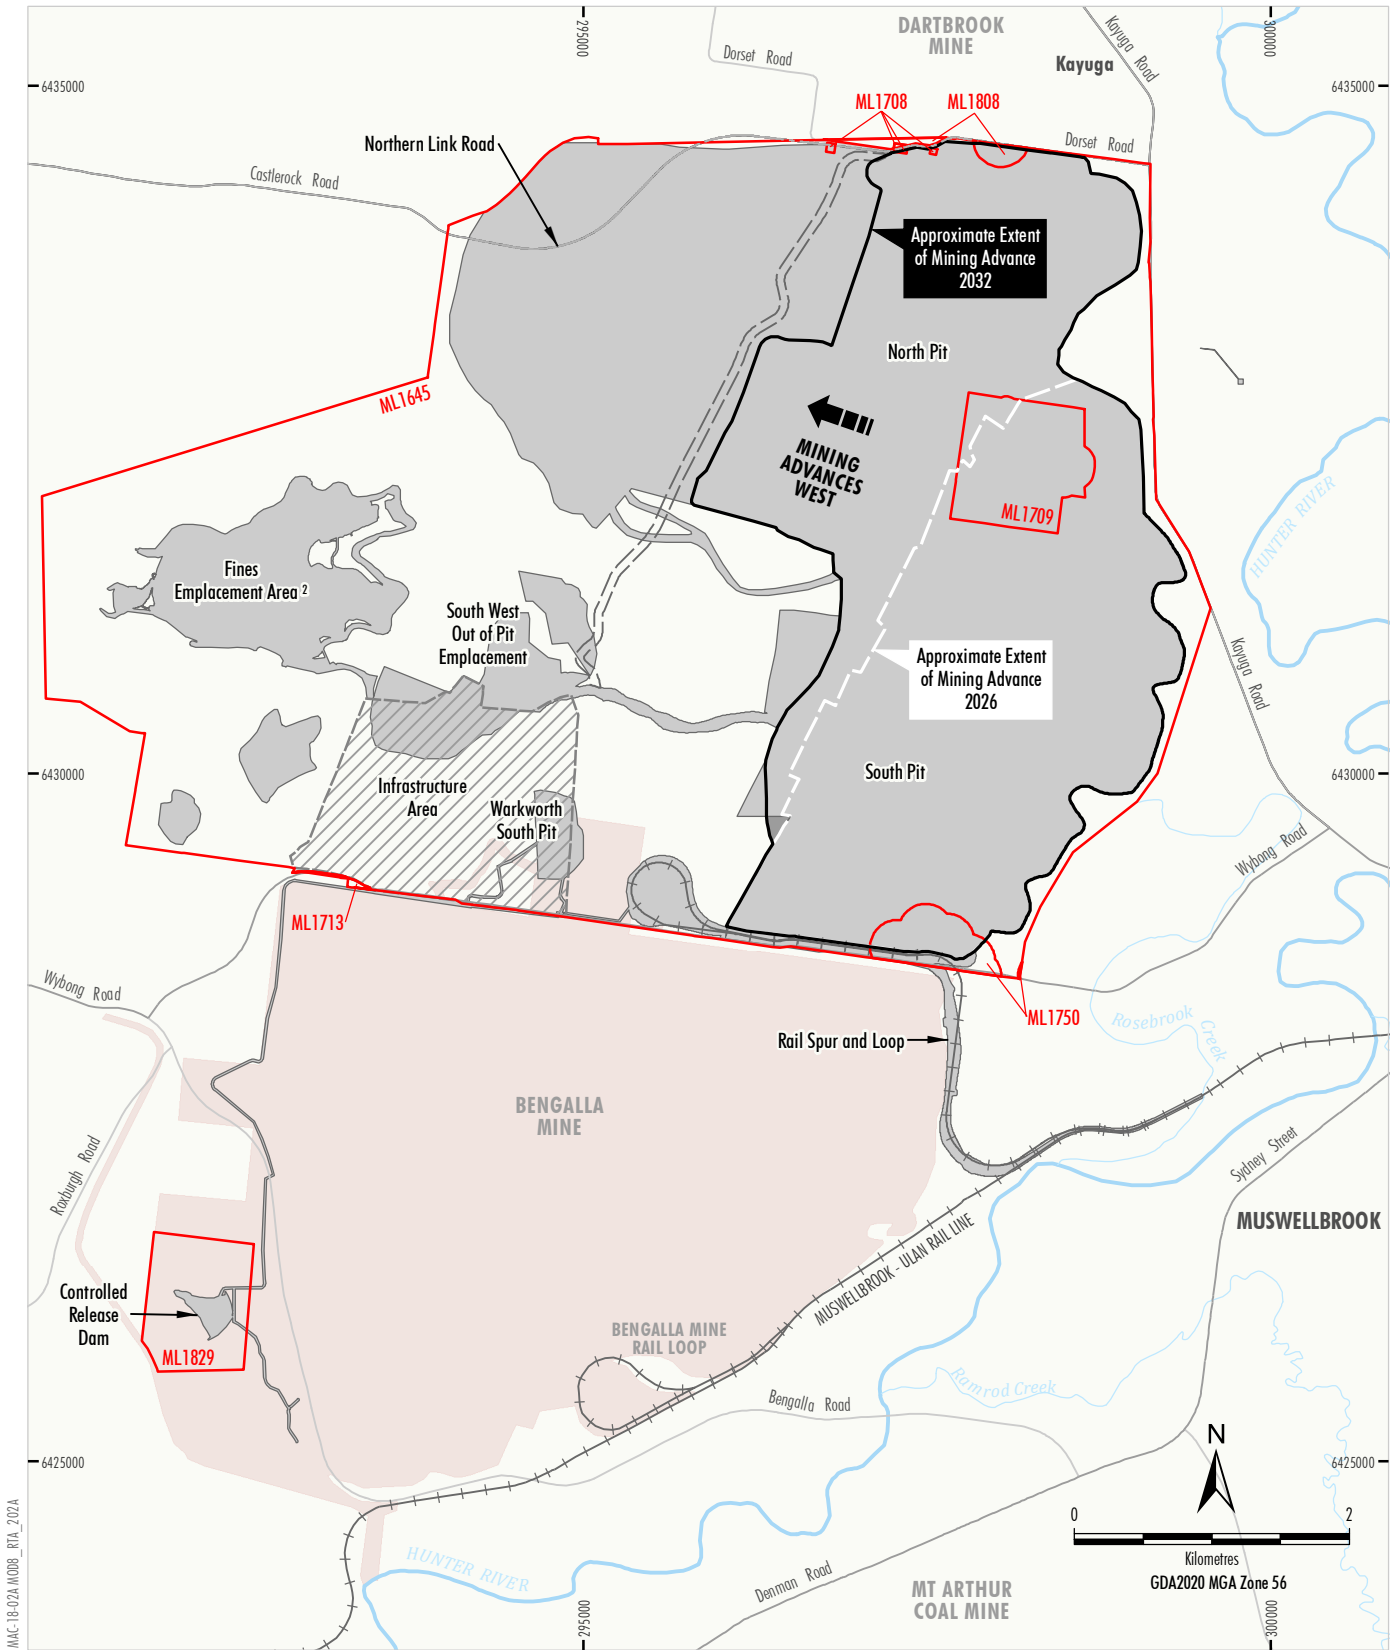 295000
300000
DARTBROOK
MINE
Kayuga Road
Dorset Road
Kayuga
6435000
6435000
ML1708
ML1808
Northern Link Road
Dorset Road
Castlerock Road
Approximate Extent
of Mining Advance
2032
North Pit
ML1645
MINING
ADVANCES
WEST
ML1709
HUNTER RIVER
Fines
Emplacement Area 2
South West
Out of Pit
Emplacement
Approximate Extent
of Mining Advance
2026
Kayuga Road
6430000
6430000
South Pit
Infrastructure
Area
Warkworth
South Pit
Wybong Road
ML1713
Wybong Road
ML1750
Rosebrook Creek
Rail Spur and Loop
BENGALLA
MINE
Roxburgh Road
Sydney Street
MUSWELLBROOK
MUSWELLBROOK - ULAN RAIL LINE
Controlled
Release
Dam
BENGALLA MINE
RAIL LOOP
ML1829
Ramrod Creek
Bengalla Road
N
6425000
6425000
0 2
Kilometres
GDA2020 MGA Zone 56
HUNTER RIVER
Denman Road
MT ARTHUR
COAL MINE
295000
300000
MAC-18-02A MOD8_RTA_202A